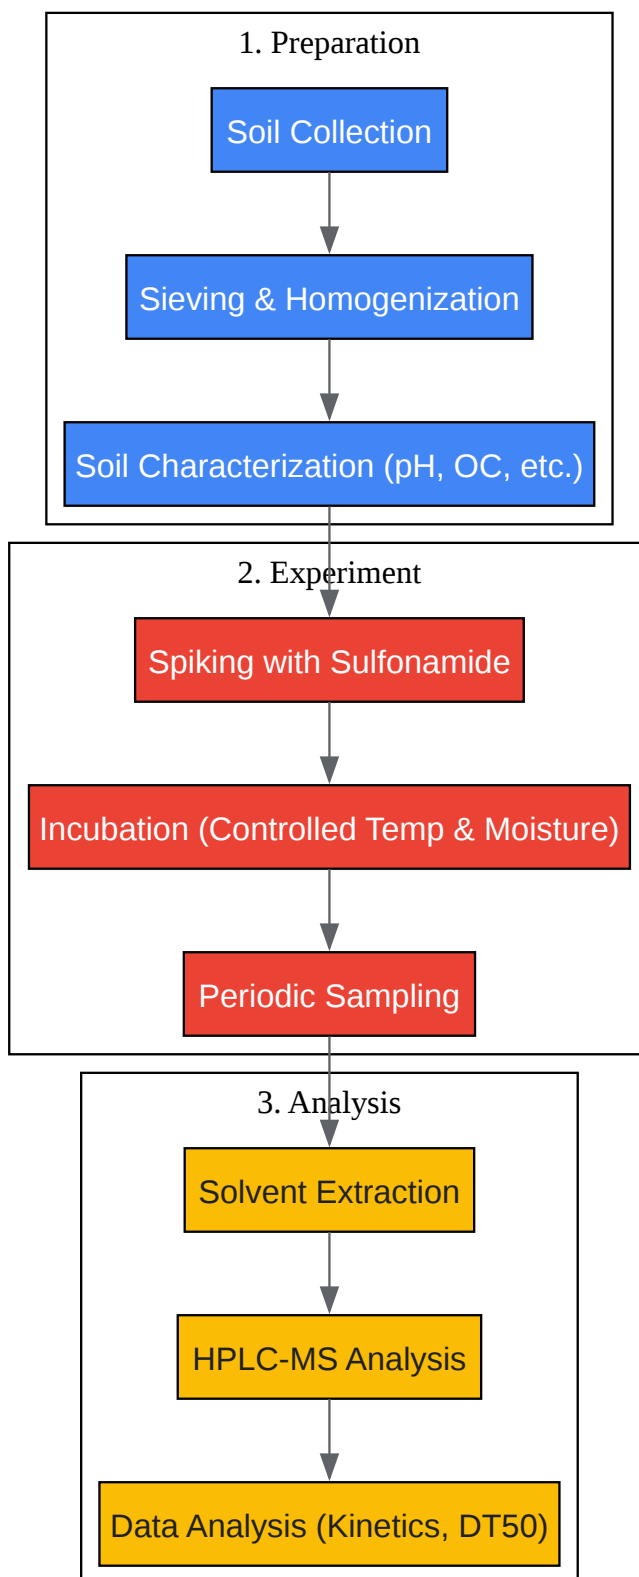 1. Preparation
Soil Collection
Sieving & Homogenization
Soil Characterization (pH, OC, etc.)
2. Experiment
Spiking with Sulfonamide
Incubation (Controlled Temp & Moisture)
Periodic Sampling
3. Analysis
Solvent Extraction
HPLC-MS Analysis
Data Analysis (Kinetics, DT50)